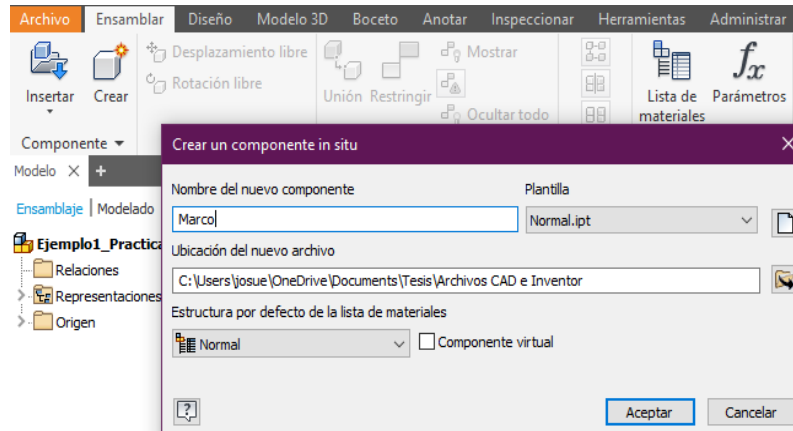 Archivo Ensamblar Diseño Modelo 3D Boceto Anotar Inspeccionar Herramientas Administrar
Desplazamiento libre Mostrar
Rotación libre
Insertar Crear Unión Restringir Lista de materiales fx Parámetros
Ocultar todo
Componente
Crear un componente in situ
Modelo × +
Nombre del nuevo componente Plantilla
Ensamblaje | Modelado
Marco Normal.ipt
Ejemplo1_Practica
Ubicación del nuevo archivo
Relaciones
C:\Users\josue\OneDrive\Documents\Tesis\Archivos CAD e Inventor
Representaciones
Estructura por defecto de la lista de materiales
Origen
Normal Componente virtual
?
Aceptar Cancelar